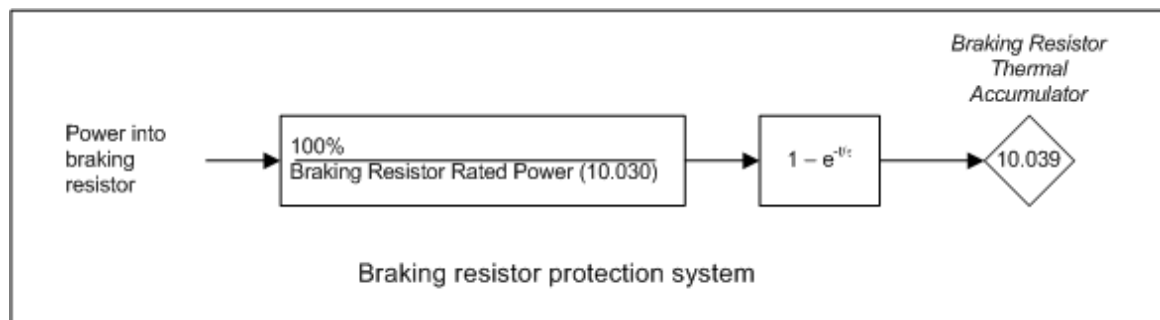 Braking Resistor
Thermal
Accumulator
Power into
braking
resistor
100%
Braking Resistor Rated Power (10.030)
1 – e^-t/τ
10.039
Braking resistor protection system